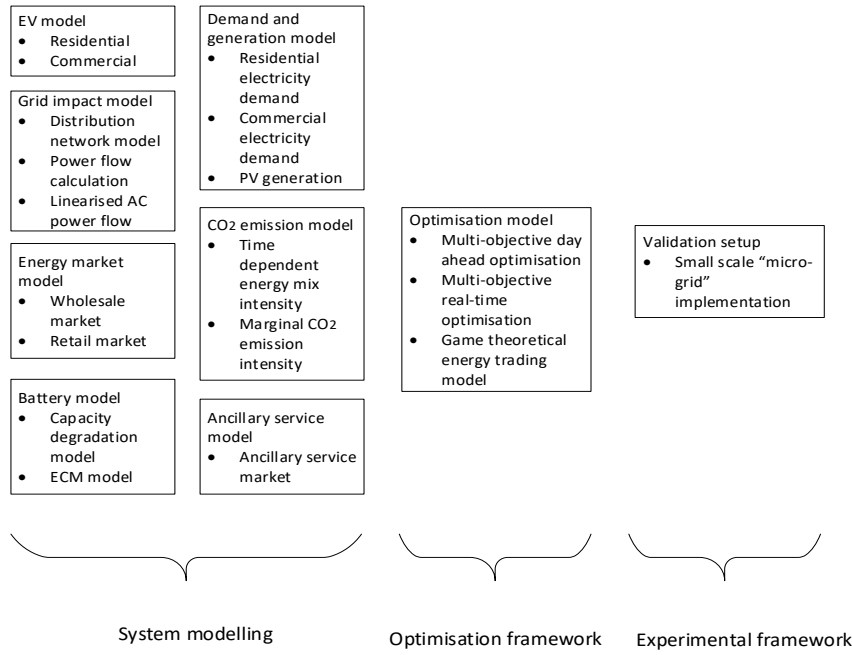 EV model
• Residential
• Commercial
Grid impact model
• Distribution
network model
• Power flow
calculation
• Linearised AC
power flow
Energy market
model
• Wholesale
market
• Retail market
Battery model
• Capacity
degradation
model
• ECM model
Demand and
generation model
• Residential
electricity
demand
• Commercial
electricity
demand
• PV generation
CO2 emission model
• Time
dependent
energy mix
intensity
• Marginal CO2
emission
intensity
Ancillary service
model
• Ancillary service
market
Optimisation model
• Multi-objective day
ahead optimisation
• Multi-objective
real-time
optimisation
• Game theoretical
energy trading
model
Validation setup
• Small scale “micro-
grid”
implementation
System modelling
Optimisation framework
Experimental framework